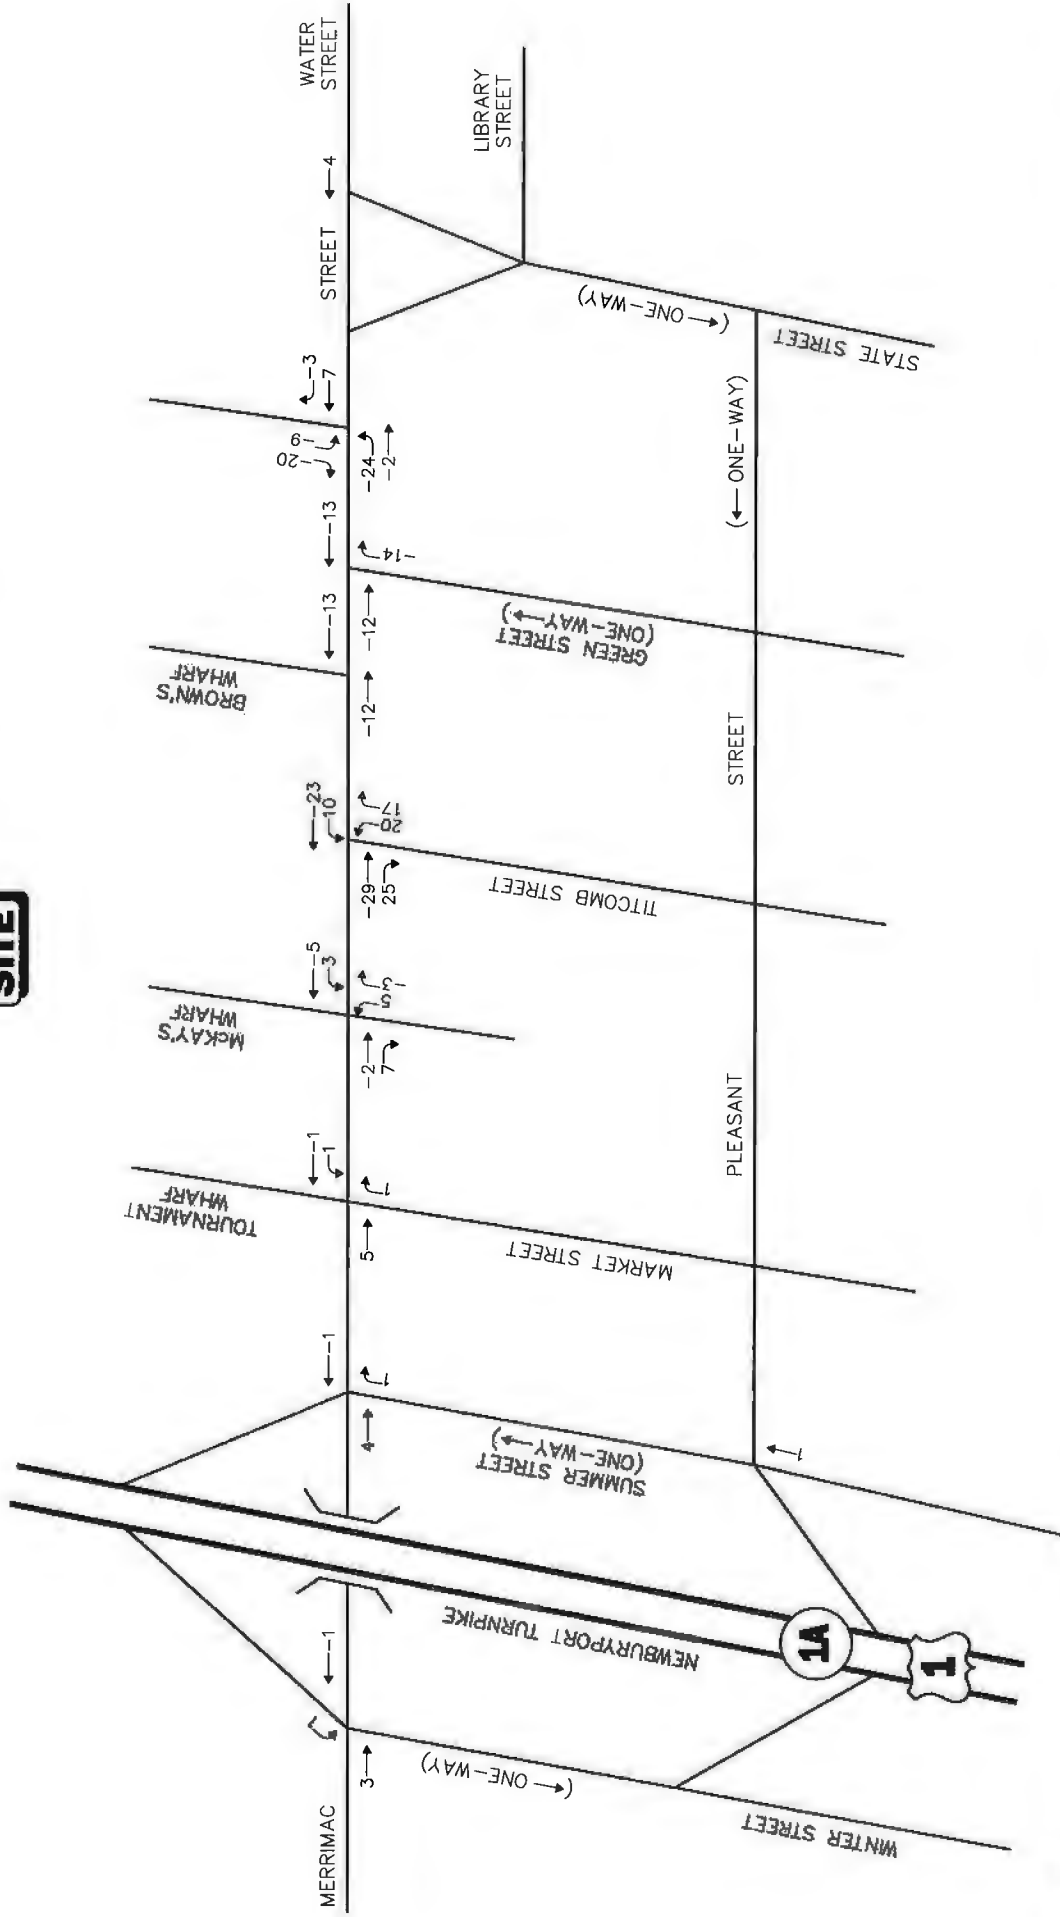 SITE
WATER
STREET
STREET
4
LIBRARY
STREET
-3
7
-9
-20
-24
-2
-13
-14
-13
-12
-12
(ONE-WAY)
STATE STREET
(ONE-WAY)
GREEN STREET
(ONE-WAY)
BROWN'S
WHARF
-23
10
17
20
-29
25
TITCOMB STREET
STREET
McKAY'S
WHARF
-5
3
-3
5
-2
7
TOURNAMENT
WHARF
-1
1
1
5
MARKET STREET
PLEASANT
-1
1
4
SUMMER STREET
(ONE-WAY)
1
NEWBURYPORT TURNPIKE
1A
1
-1
1
3
MERRIMAC
(ONE-WAY)
WINTER STREET